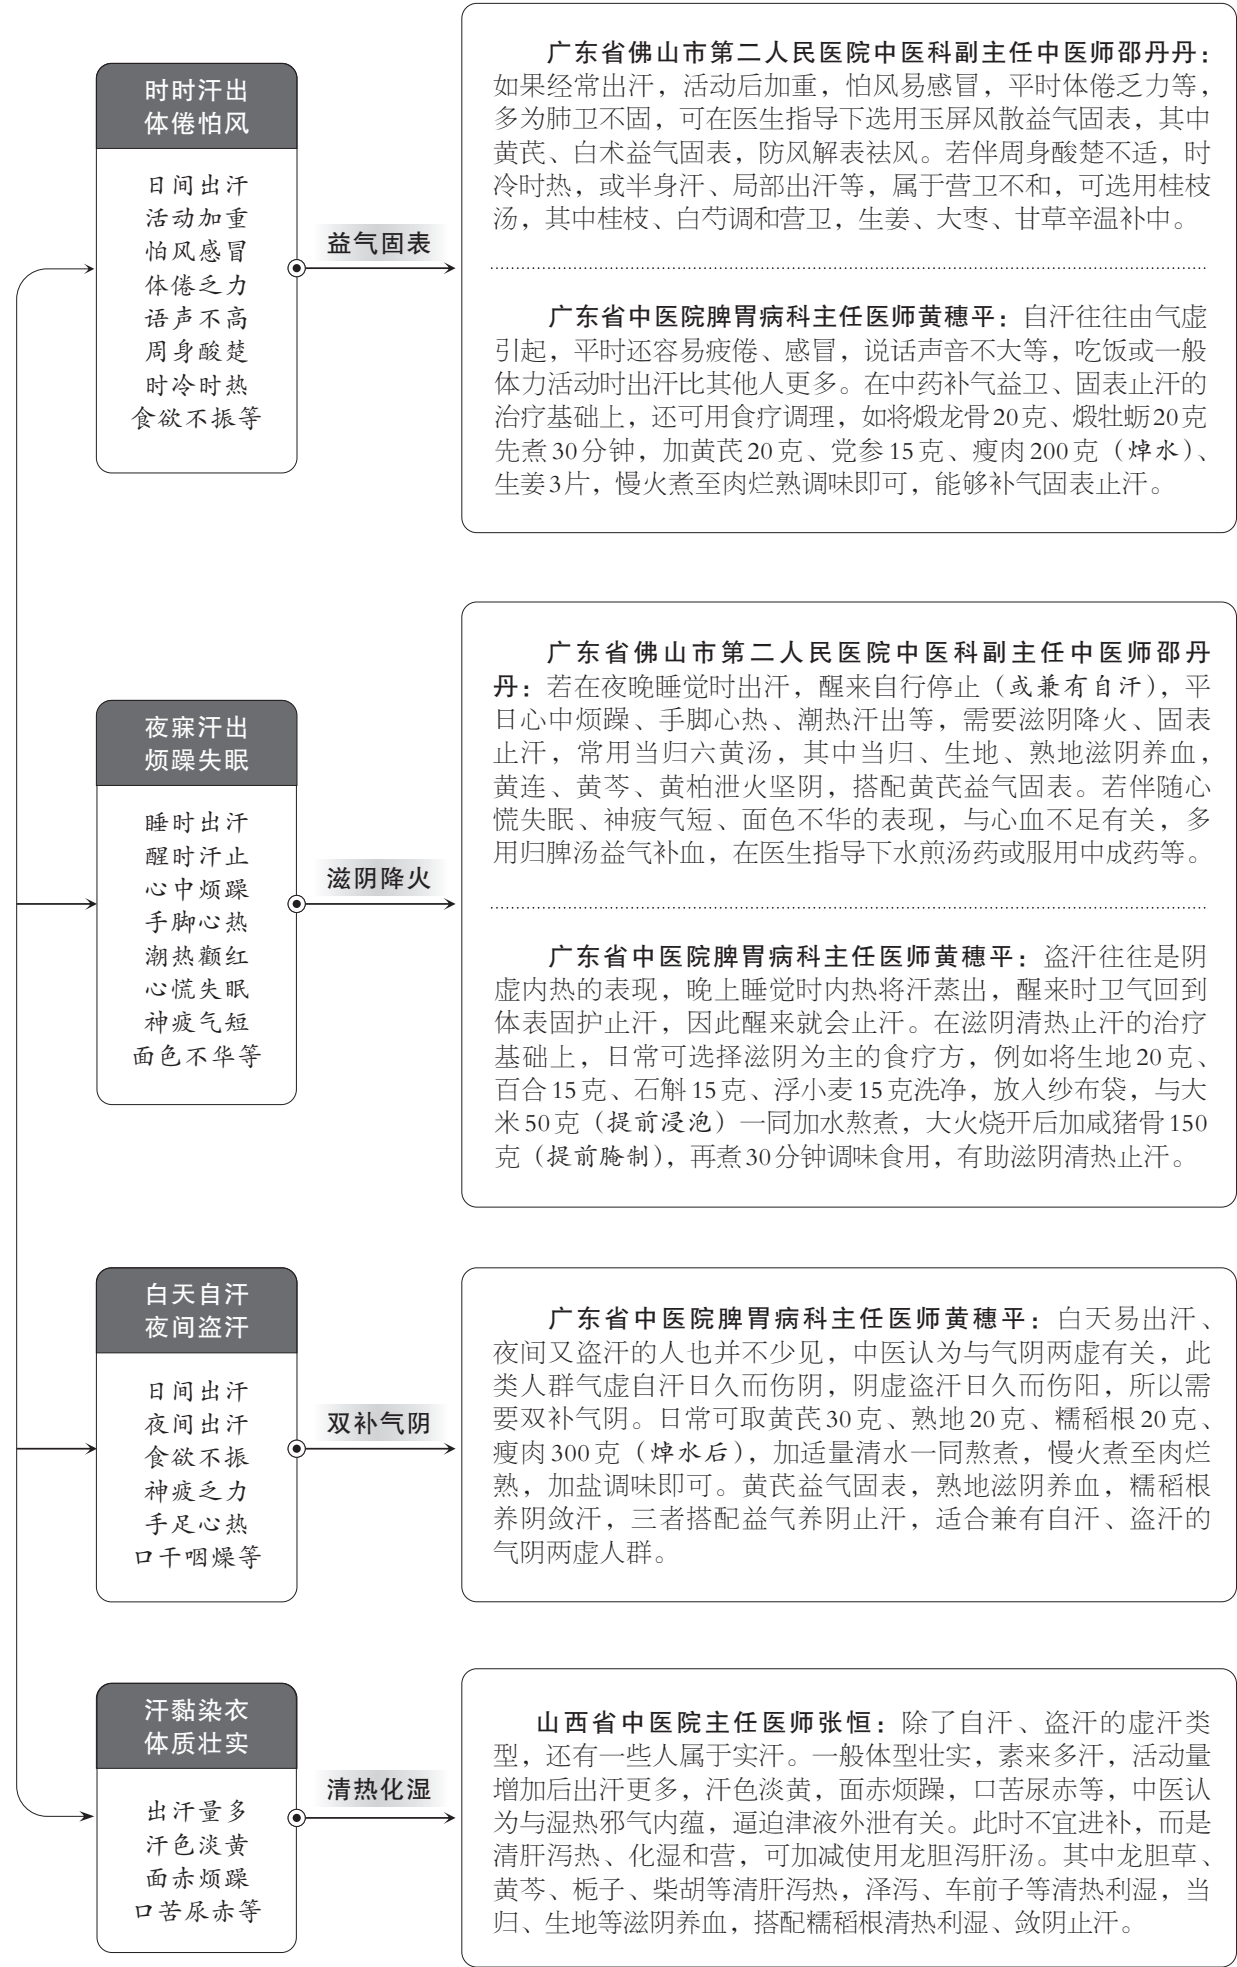 时时汗出
体倦怕风
日间出汗
活动加重
怕风感冒
体倦乏力
语声不高
周身酸楚
时冷时热
食欲不振等
益气固表
广东省佛山市第二人民医院中医科副主任中医师邵丹丹：
如果经常出汗，活动后加重，怕风易感冒，平时体倦乏力等，
多为肺卫不固，可在医生指导下选用玉屏风散益气固表，其中
黄芪、白术益气固表，防风解表祛风。若伴周身酸楚不适，时
冷时热，或半身汗、局部出汗等，属于营卫不和，可选用桂枝
汤，其中桂枝、白芍调和营卫，生姜、大枣、甘草辛温补中。
广东省中医院脾胃病科主任医师黄穗平：自汗往往由气虚
引起，平时还容易疲倦、感冒，说话声音不大等，吃饭或一般
体力活动时出汗比其他人更多。在中药补气益卫、固表止汗的
治疗基础上，还可用食疗调理，如将煅龙骨20克、煅牡蛎20克
先煮30分钟，加黄芪20克、党参15克、瘦肉200克（焯水）、
生姜3片，慢火煮至肉烂熟调味即可，能够补气固表止汗。
夜寐汗出
烦躁失眠
睡时出汗
醒时汗止
心中烦躁
手脚心热
潮热颧红
心慌失眠
神疲气短
面色不华等
滋阴降火
广东省佛山市第二人民医院中医科副主任中医师邵丹
丹：若在夜晚睡觉时出汗，醒来自行停止（或兼有自汗），平
日心中烦躁、手脚心热、潮热汗出等，需要滋阴降火、固表
止汗，常用当归六黄汤，其中当归、生地、熟地滋阴养血，
黄连、黄芩、黄柏泄火坚阴，搭配黄芪益气固表。若伴随心
慌失眠、神疲气短、面色不华的表现，与心血不足有关，多
用归脾汤益气补血，在医生指导下水煎汤药或服用中成药等。
广东省中医院脾胃病科主任医师黄穗平：盗汗往往是阴
虚内热的表现，晚上睡觉时内热将汗蒸出，醒来时卫气回到
体表固护止汗，因此醒来就会止汗。在滋阴清热止汗的治疗
基础上，日常可选择滋阴为主的食疗方，例如将生地20克、
百合15克、石斛15克、浮小麦15克洗净，放入纱布袋，与大
米50克（提前浸泡）一同加水熬煮，大火烧开后加咸猪骨150
克（提前腌制），再煮30分钟调味食用，有助滋阴清热止汗。
白天自汗
夜间盗汗
日间出汗
夜间出汗
食欲不振
神疲乏力
手足心热
口干咽燥等
双补气阴
广东省中医院脾胃病科主任医师黄穗平：白天易出汗、
夜间又盗汗的人也并不少见，中医认为与气阴两虚有关，此
类人群气虚自汗日久而伤阴，阴虚盗汗日久而伤阳，所以需
要双补气阴。日常可取黄芪30克、熟地20克、糯稻根20克、
瘦肉300克（焯水后），加适量清水一同熬煮，慢火煮至肉烂
熟，加盐调味即可。黄芪益气固表，熟地滋阴养血，糯稻根
养阴敛汗，三者搭配益气养阴止汗，适合兼有自汗、盗汗的
气阴两虚人群。
汗黏染衣
体质壮实
出汗量多
汗色淡黄
面赤烦躁
口苦尿赤等
清热化湿
山西省中医院主任医师张恒：除了自汗、盗汗的虚汗类
型，还有一些人属于实汗。一般体型壮实，素来多汗，活动量
增加后出汗更多，汗色淡黄，面赤烦躁，口苦尿赤等，中医认
为与湿热邪气内蕴，逼迫津液外泄有关。此时不宜进补，而是
清肝泻热、化湿和营，可加减使用龙胆泻肝汤。其中龙胆草、
黄芩、栀子、柴胡等清肝泻热，泽泻、车前子等清热利湿，当
归、生地等滋阴养血，搭配糯稻根清热利湿、敛阴止汗。